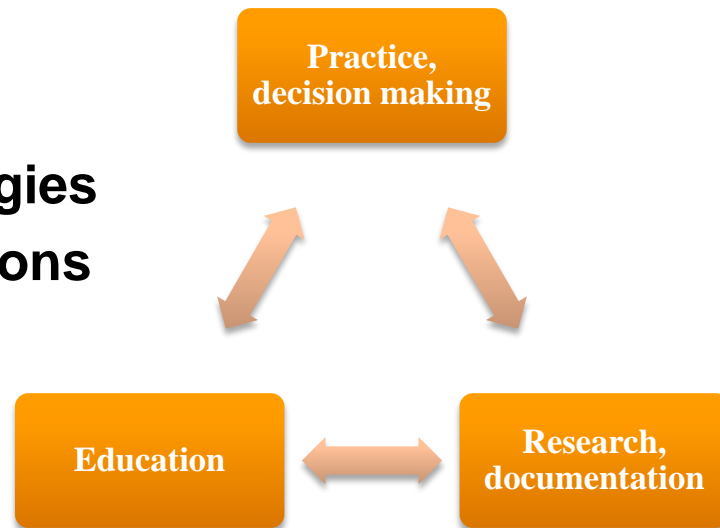 Practice,
decision making
gies
ons
Education
Research,
documentation